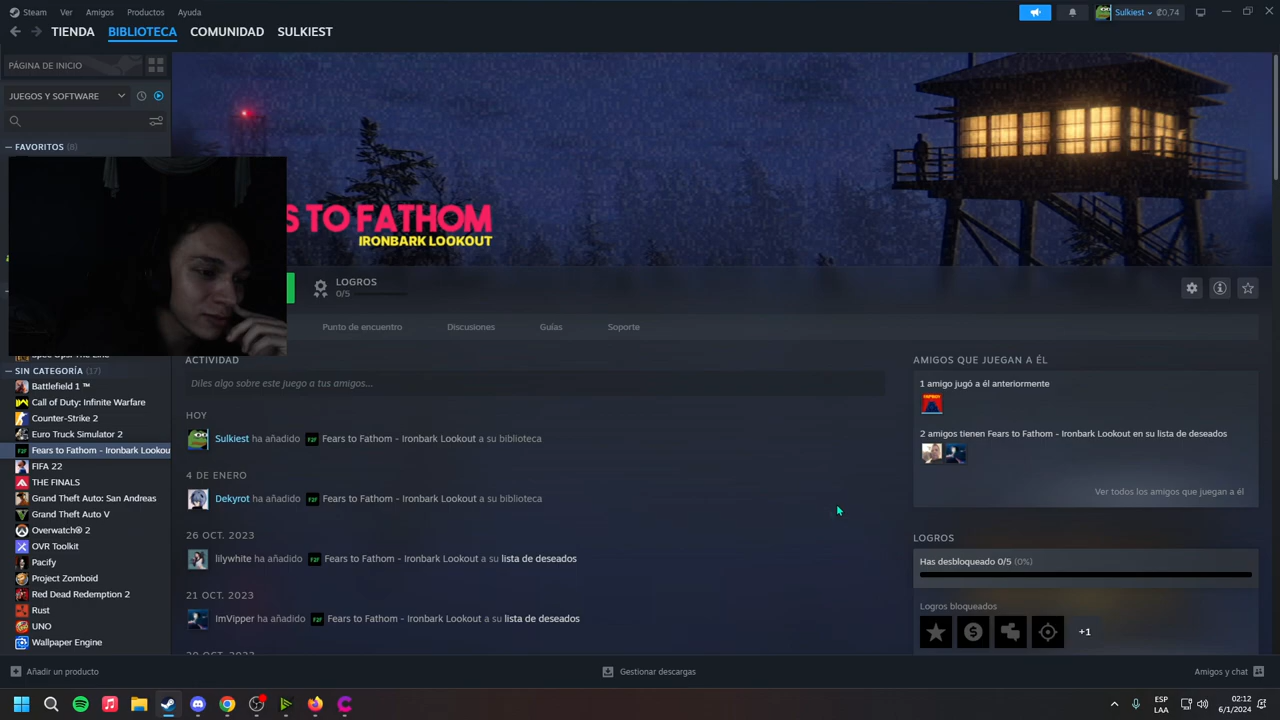 Steam Ver Amigos Productos Ayuda Sulkiest ₡0,74
TIENDA BIBLIOTECA COMUNIDAD SULKIEST
PÁGINA DE INICIO
JUEGOS Y SOFTWARE
FAVORITOS (8)
S TO FATHOM
IRONBARK LOOKOUT
LOGROS
0/5
Punto de encuentro Discusiones Guías Soporte
Spec Ops: The Line
SIN CATEGORÍA (17)
Battlefield 1 ™
Call of Duty: Infinite Warfare
Counter-Strike 2
Euro Truck Simulator 2
Fears to Fathom - Ironbark Lookou
FIFA 22
THE FINALS
Grand Theft Auto: San Andreas
Grand Theft Auto V
Overwatch® 2
OVR Toolkit
Pacify
Project Zomboid
Red Dead Redemption 2
Rust
UNO
Wallpaper Engine
ACTIVIDAD
Diles algo sobre este juego a tus amigos...
HOY
Sulkiest ha añadido F2F Fears to Fathom - Ironbark Lookout a su biblioteca
4 DE ENERO
Dekyrot ha añadido F2F Fears to Fathom - Ironbark Lookout a su biblioteca
26 OCT. 2023
lilywhite ha añadido F2F Fears to Fathom - Ironbark Lookout a su lista de deseados
21 OCT. 2023
ImVipper ha añadido F2F Fears to Fathom - Ironbark Lookout a su lista de deseados
AMIGOS QUE JUEGAN A ÉL
1 amigo jugó a él anteriormente
2 amigos tienen Fears to Fathom - Ironbark Lookout en su lista de deseados
Ver todos los amigos que juegan a él
LOGROS
Has desbloqueado 0/5 (0%)
Logros bloqueados
+1
Añadir un producto Gestionar descargas Amigos y chat
ESP
LAA
02:12
6/1/2024